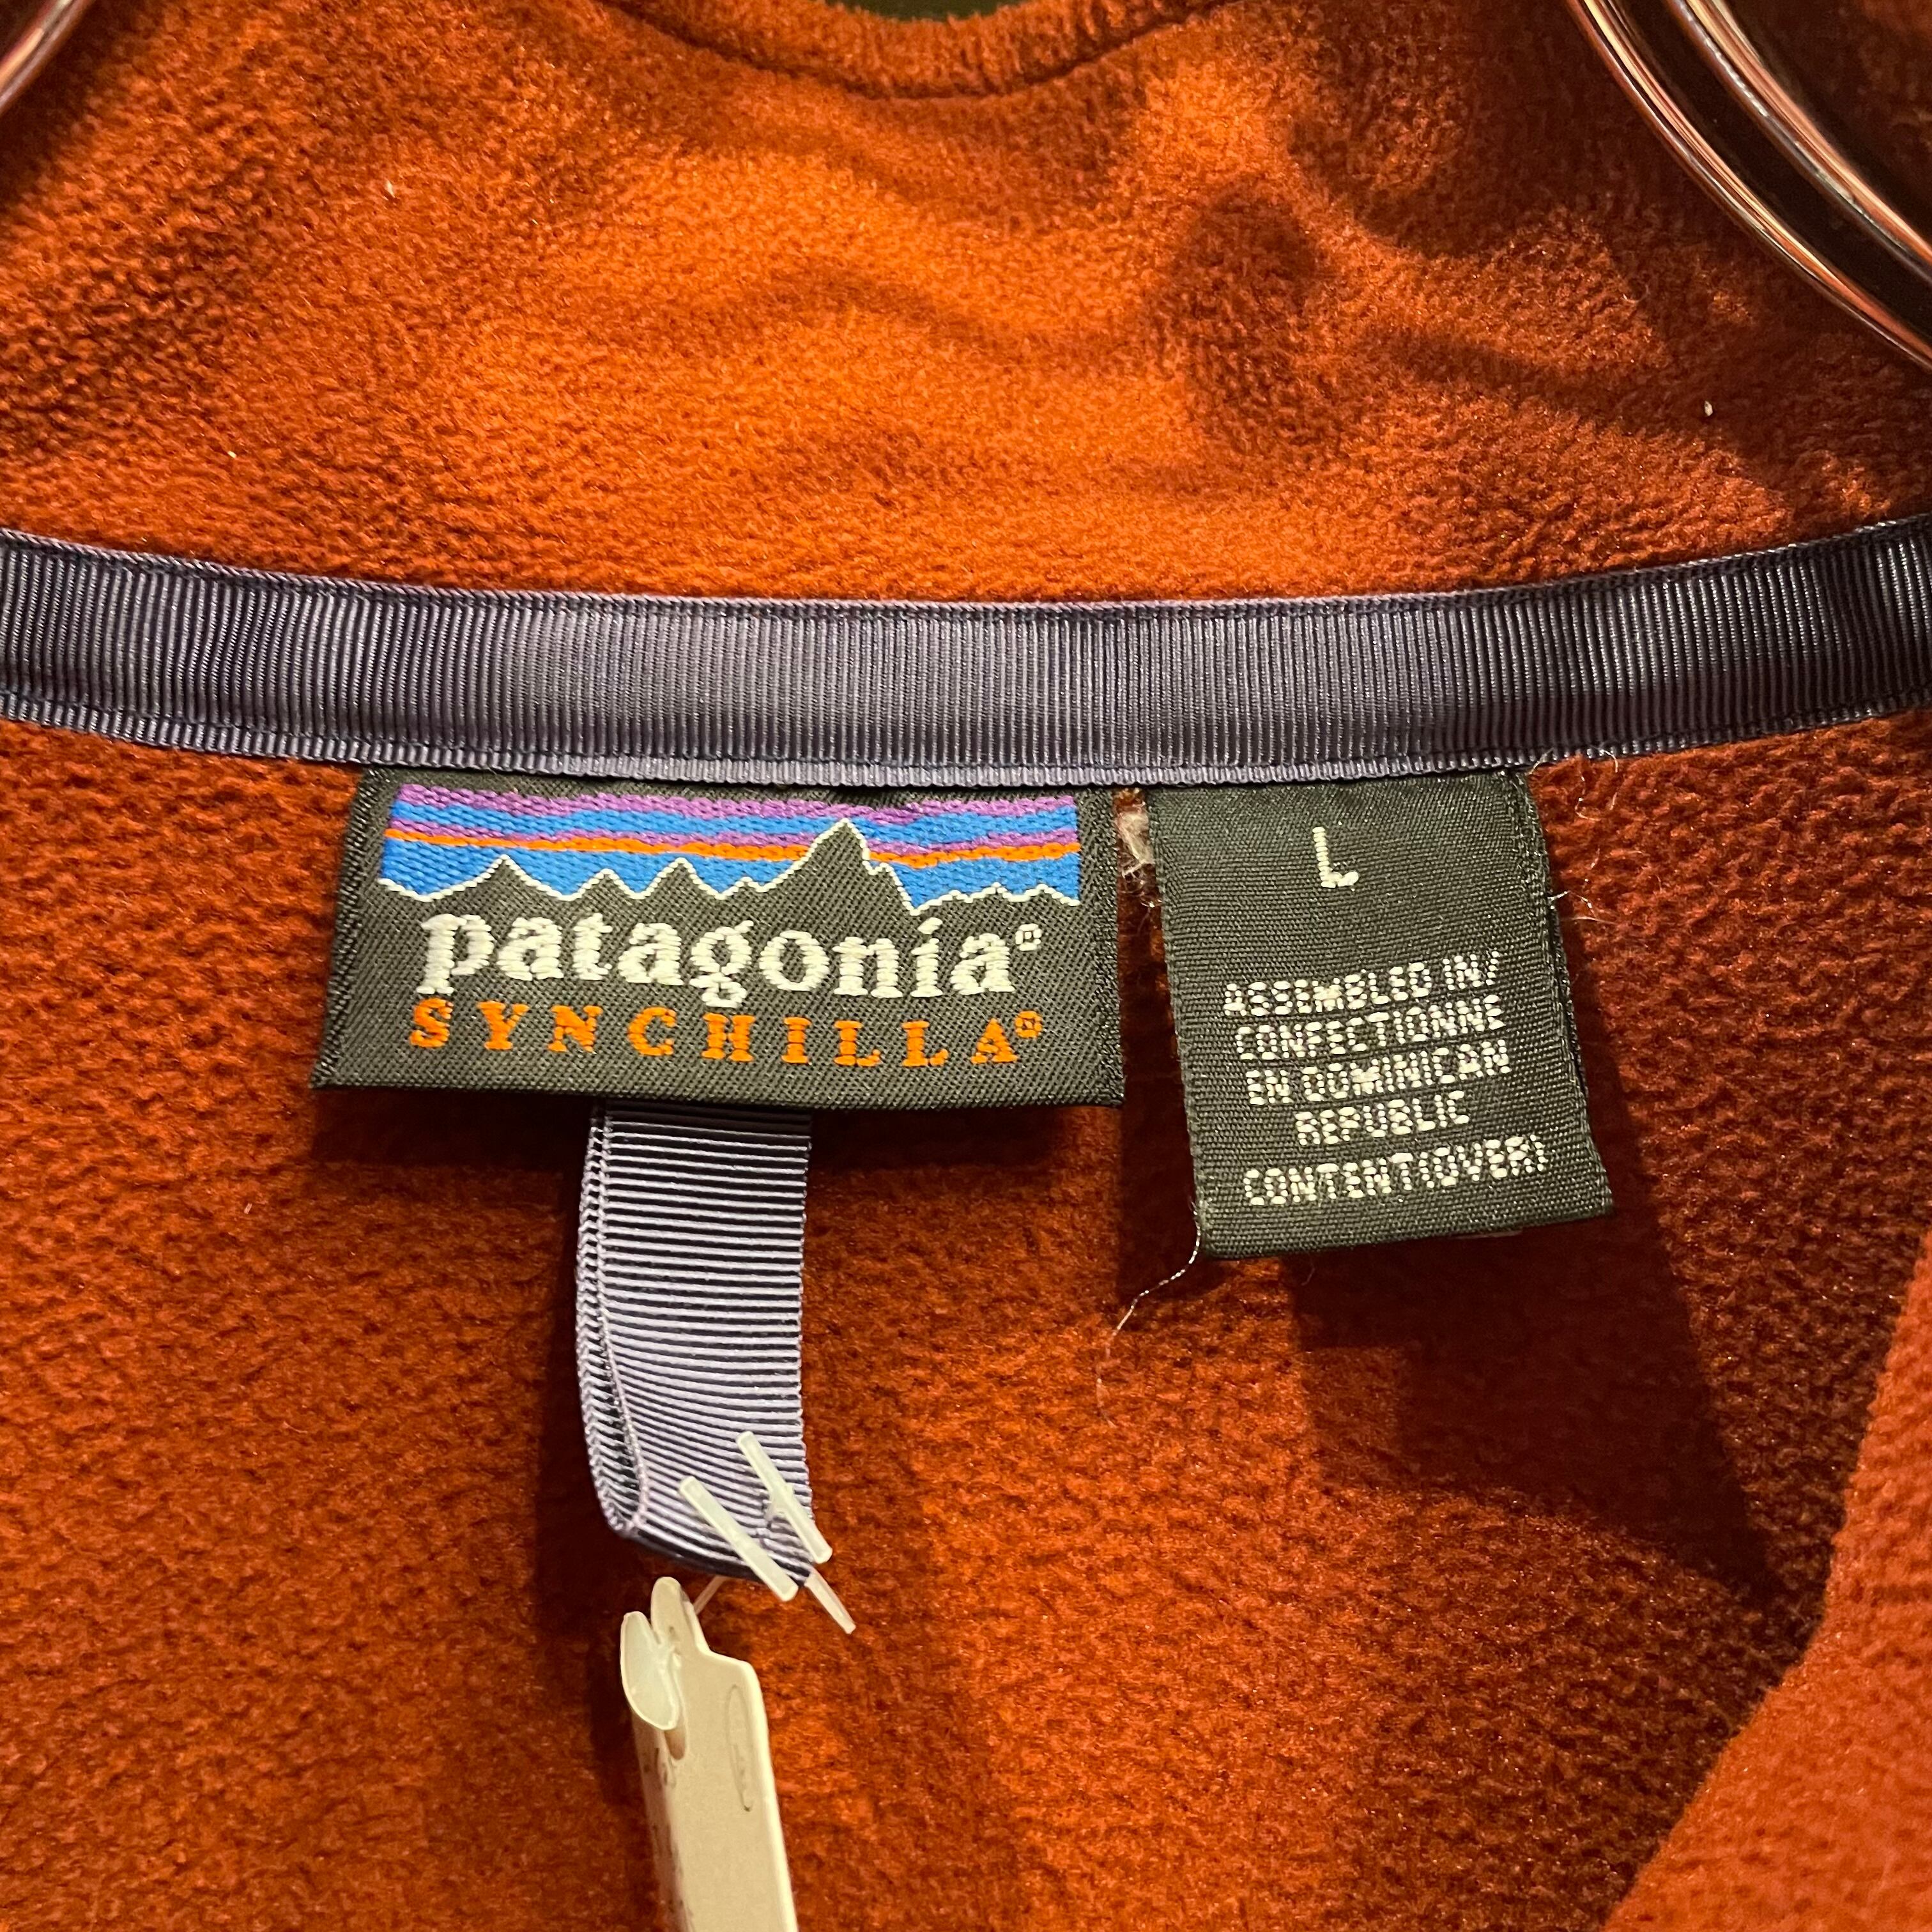 patagonia®
SYNCHILLA®
L
ASSEMBLED IN/
CONFECTIONNE
EN DOMINICAN
REPUBLIC
CONTENT(OVER)